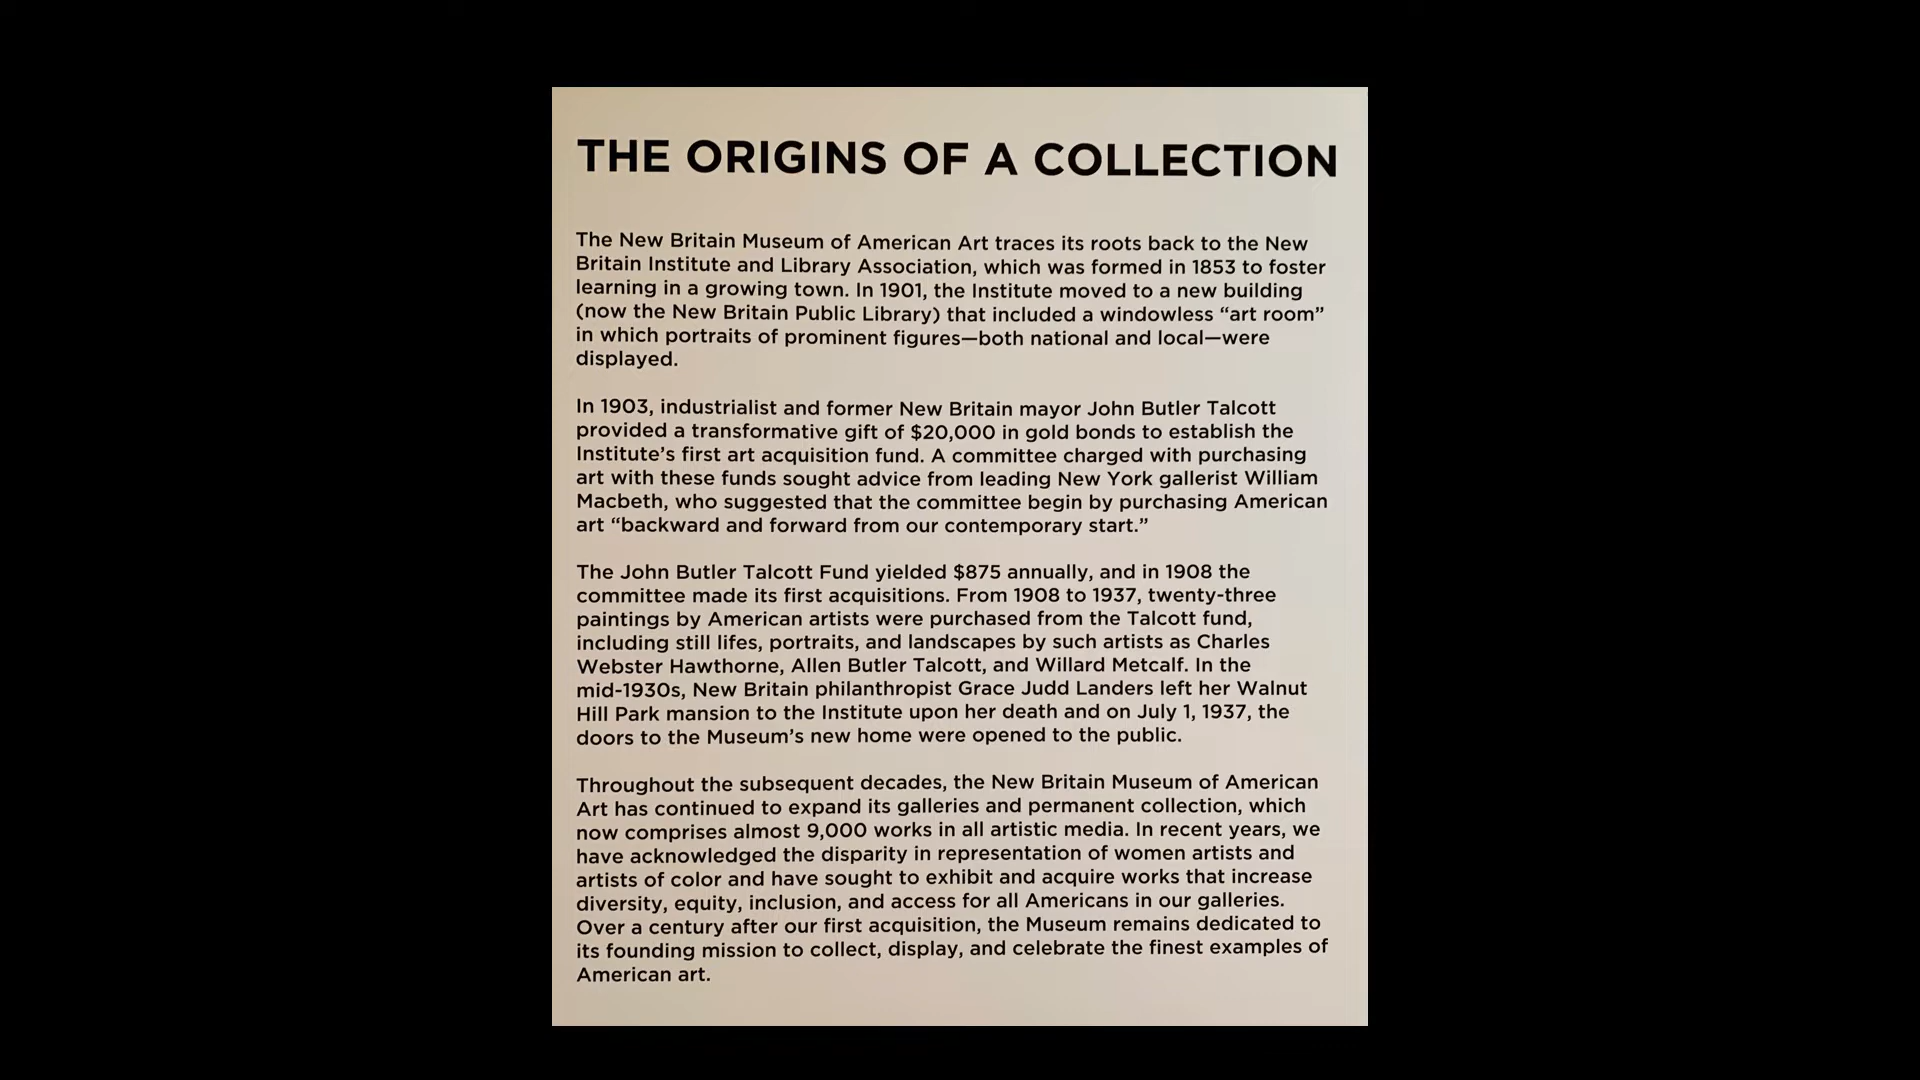 THE ORIGINS OF A COLLECTION
The New Britain Museum of American Art traces its roots back to the New
Britain Institute and Library Association, which was formed in 1853 to foster
learning in a growing town. In 1901, the Institute moved to a new building
(now the New Britain Public Library) that included a windowless “art room”
in which portraits of prominent figures—both national and local—were
displayed.
In 1903, industrialist and former New Britain mayor John Butler Talcott
provided a transformative gift of $20,000 in gold bonds to establish the
Institute’s first art acquisition fund. A committee charged with purchasing
art with these funds sought advice from leading New York gallerist William
Macbeth, who suggested that the committee begin by purchasing American
art “backward and forward from our contemporary start.”
The John Butler Talcott Fund yielded $875 annually, and in 1908 the
committee made its first acquisitions. From 1908 to 1937, twenty-three
paintings by American artists were purchased from the Talcott fund,
including still lifes, portraits, and landscapes by such artists as Charles
Webster Hawthorne, Allen Butler Talcott, and Willard Metcalf. In the
mid-1930s, New Britain philanthropist Grace Judd Landers left her Walnut
Hill Park mansion to the Institute upon her death and on July 1, 1937, the
doors to the Museum’s new home were opened to the public.
Throughout the subsequent decades, the New Britain Museum of American
Art has continued to expand its galleries and permanent collection, which
now comprises almost 9,000 works in all artistic media. In recent years, we
have acknowledged the disparity in representation of women artists and
artists of color and have sought to exhibit and acquire works that increase
diversity, equity, inclusion, and access for all Americans in our galleries.
Over a century after our first acquisition, the Museum remains dedicated to
its founding mission to collect, display, and celebrate the finest examples of
American art.